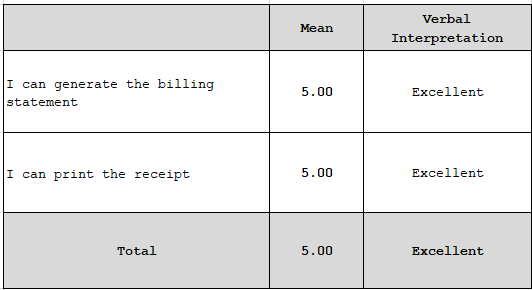 Mean
Verbal
Interpretation
I can generate the billing
statement
5.00
Excellent
I can print the receipt
5.00
Excellent
Total
5.00
Excellent